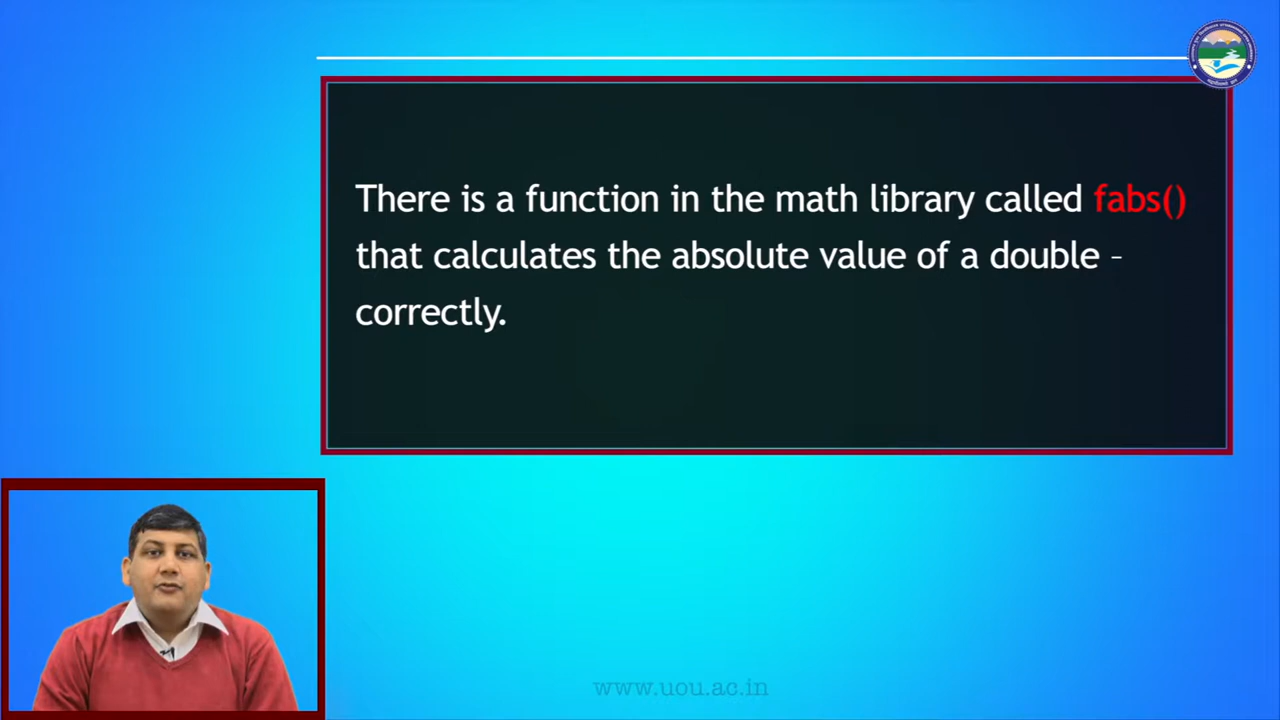 There is a function in the math library called fabs()
that calculates the absolute value of a double –
correctly.
www.uou.ac.in